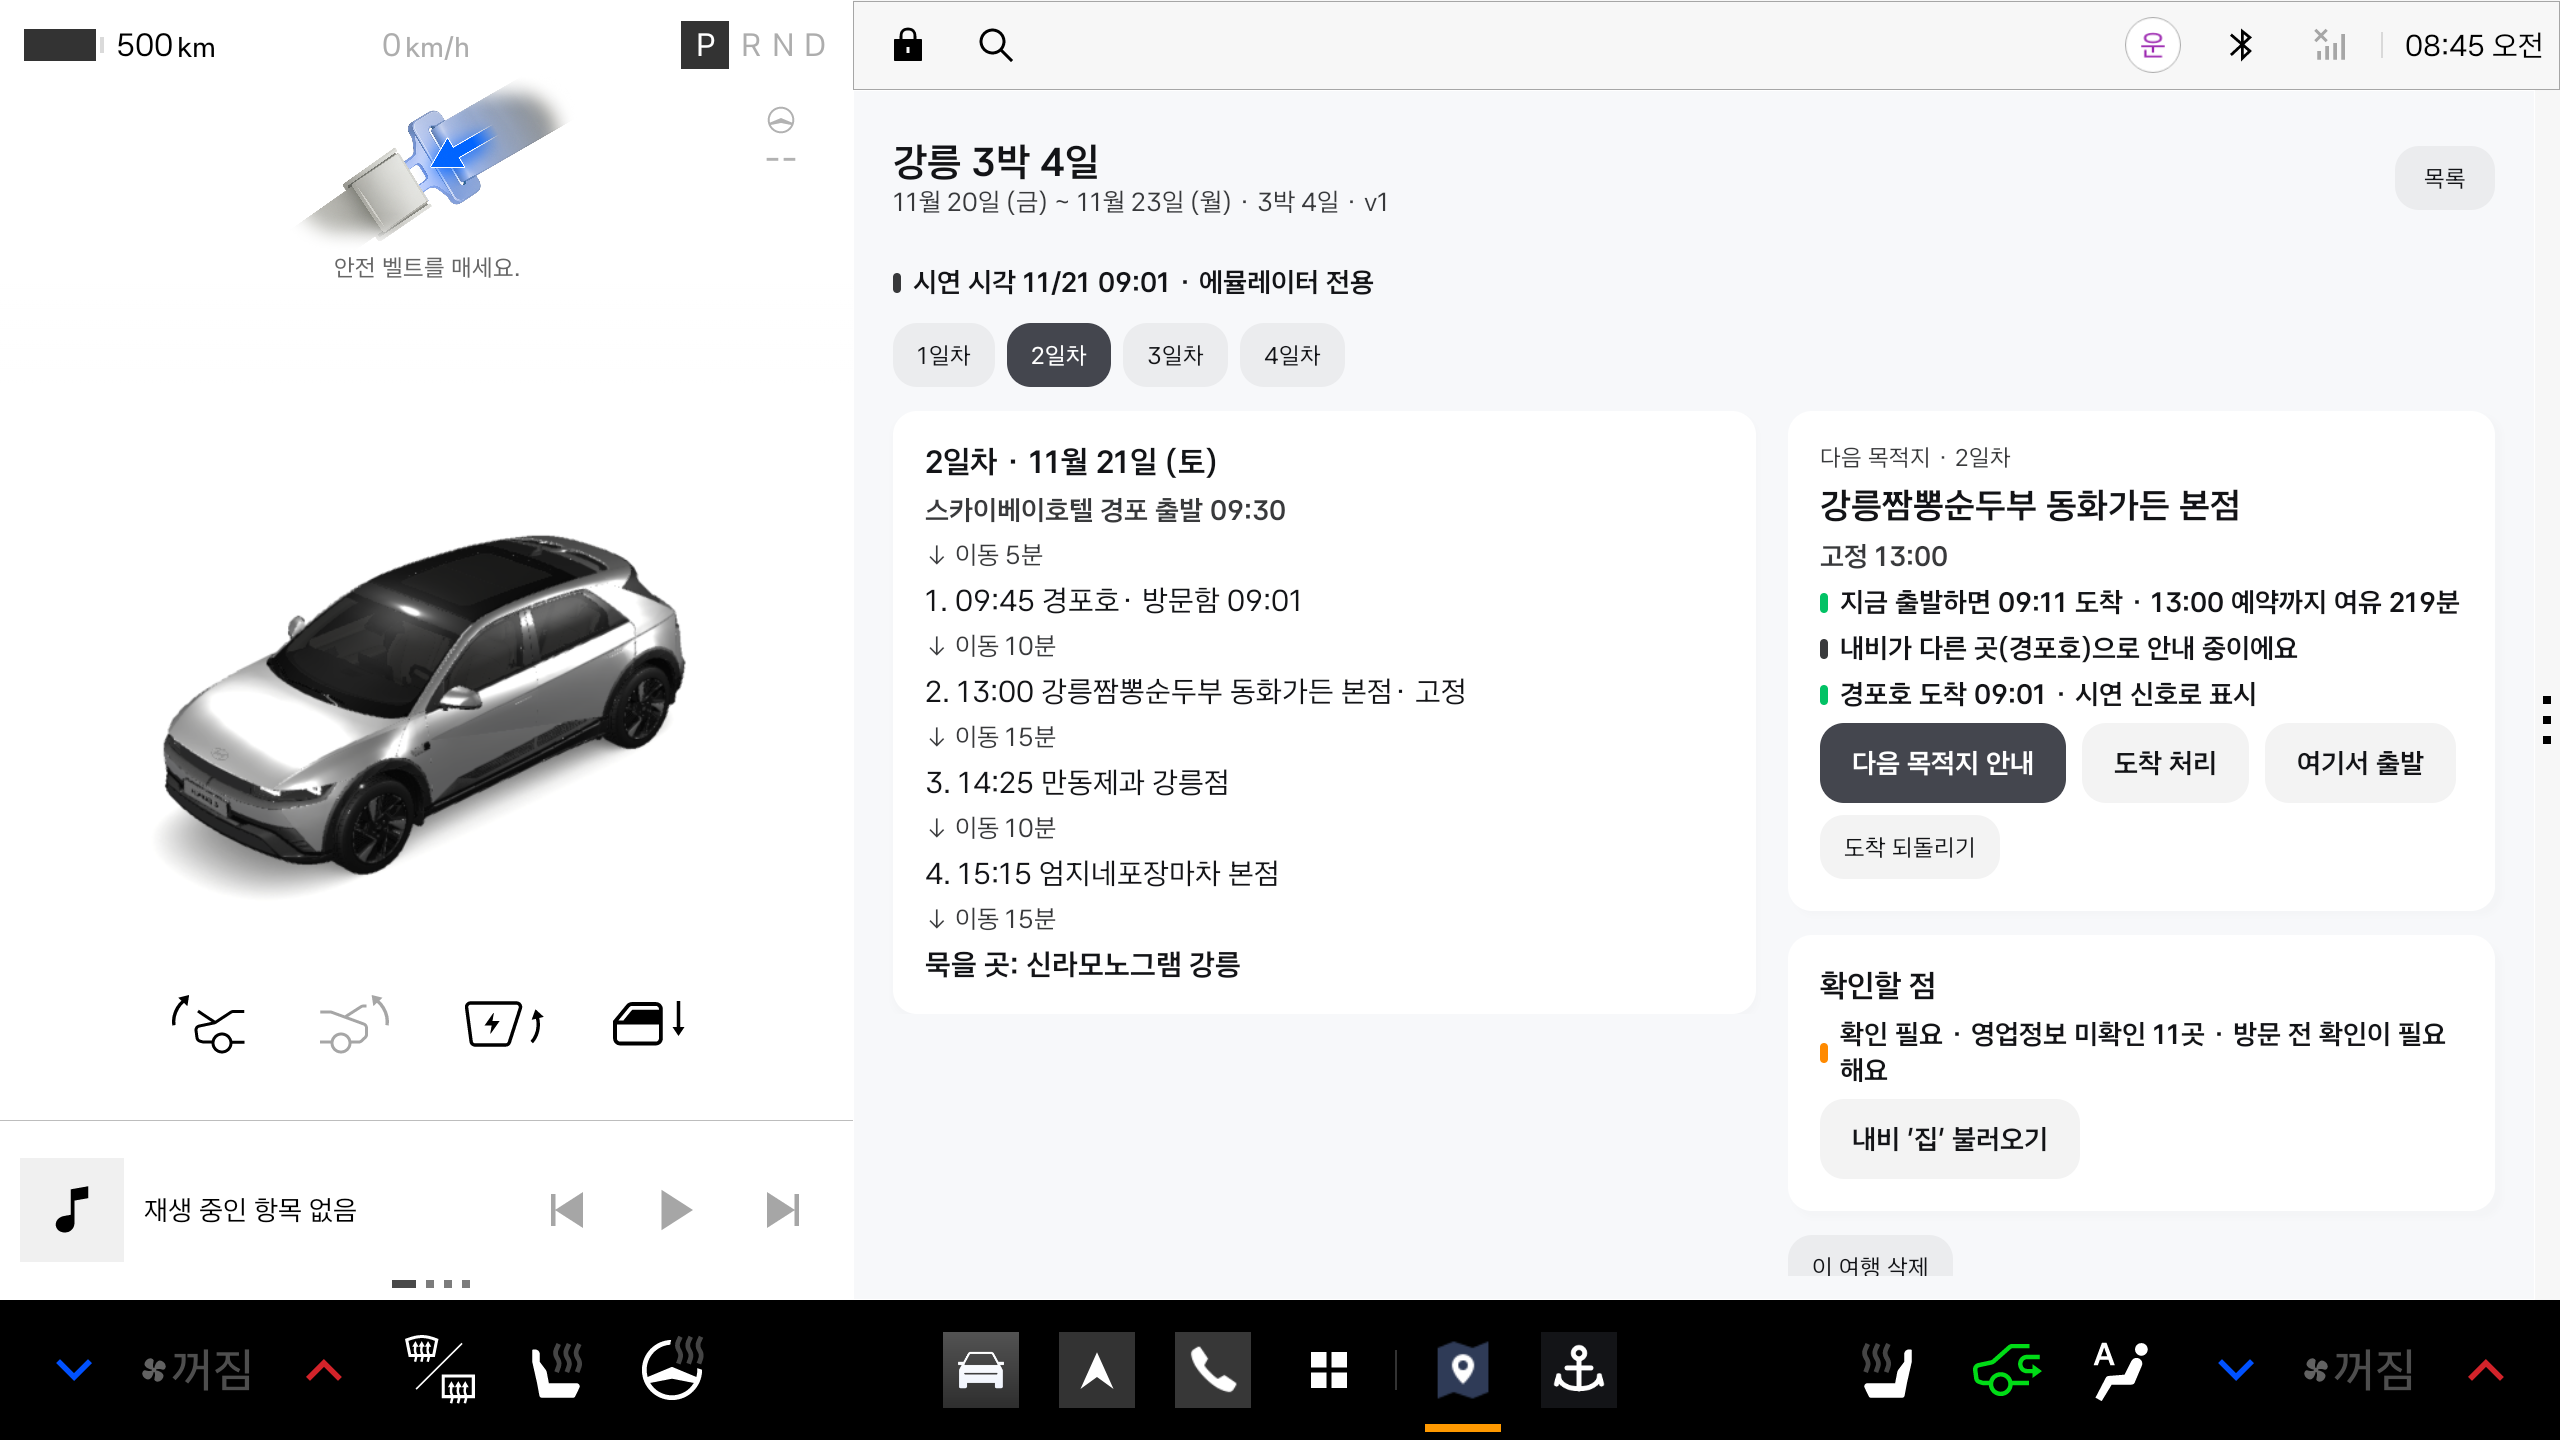 500 km
0 km/h
P R N D
운
08:45 오전
안전 벨트를 매세요.
강릉 3박 4일
11월 20일 (금) ~ 11월 23일 (월) · 3박 4일 · v1
목록
시연 시각 11/21 09:01 · 에뮬레이터 전용
1일차
2일차
3일차
4일차
2일차 · 11월 21일 (토)
스카이베이호텔 경포 출발 09:30
↓ 이동 5분
1. 09:45 경포호 · 방문함 09:01
↓ 이동 10분
2. 13:00 강릉짬뽕순두부 동화가든 본점 · 고정
↓ 이동 15분
3. 14:25 만동제과 강릉점
↓ 이동 10분
4. 15:15 엄지네포장마차 본점
↓ 이동 15분
묵을 곳: 신라모노그램 강릉
다음 목적지 · 2일차
강릉짬뽕순두부 동화가든 본점
고정 13:00
지금 출발하면 09:11 도착 · 13:00 예약까지 여유 219분
내비가 다른 곳(경포호)으로 안내 중이에요
경포호 도착 09:01 · 시연 신호로 표시
다음 목적지 안내
도착 처리
여기서 출발
도착 되돌리기
확인할 점
확인 필요 · 영업정보 미확인 11곳 · 방문 전 확인이 필요
해요
내비 '집' 불러오기
이 여행 삭제
재생 중인 항목 없음
꺼짐
A
꺼짐